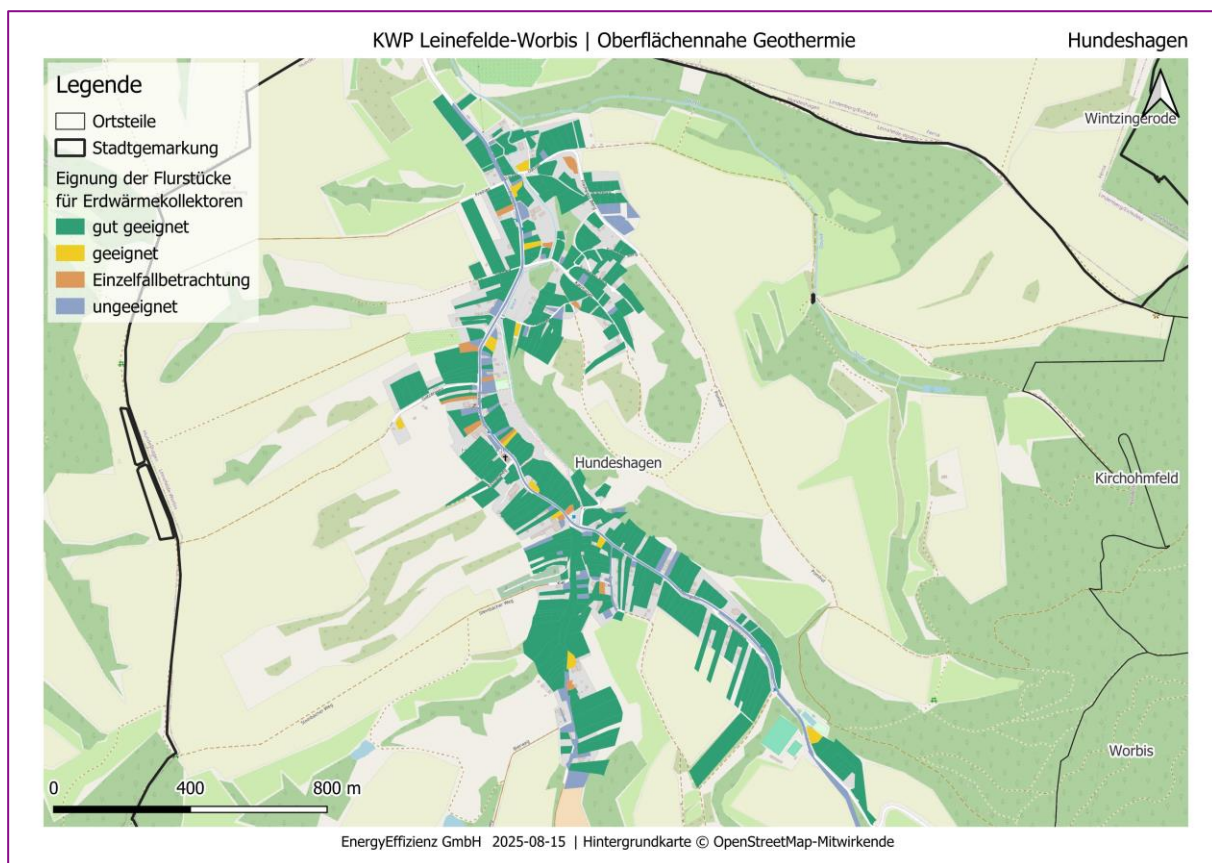 KWP Leinefelde-Worbis | Oberflächennahe Geothermie
Hundeshagen
Legende
Ortsteile
Stadtgemarkung
Eignung der Flurstücke
für Erdwärmekollektoren
gut geeignet
geeignet
Einzelfallbetrachtung
ungeeignet
Wintzingerode
Hundeshagen
Kirchohmfeld
Worbis
0 400 800 m
EnergyEffizienz GmbH 2025-08-15 | Hintergrundkarte © OpenStreetMap-Mitwirkende